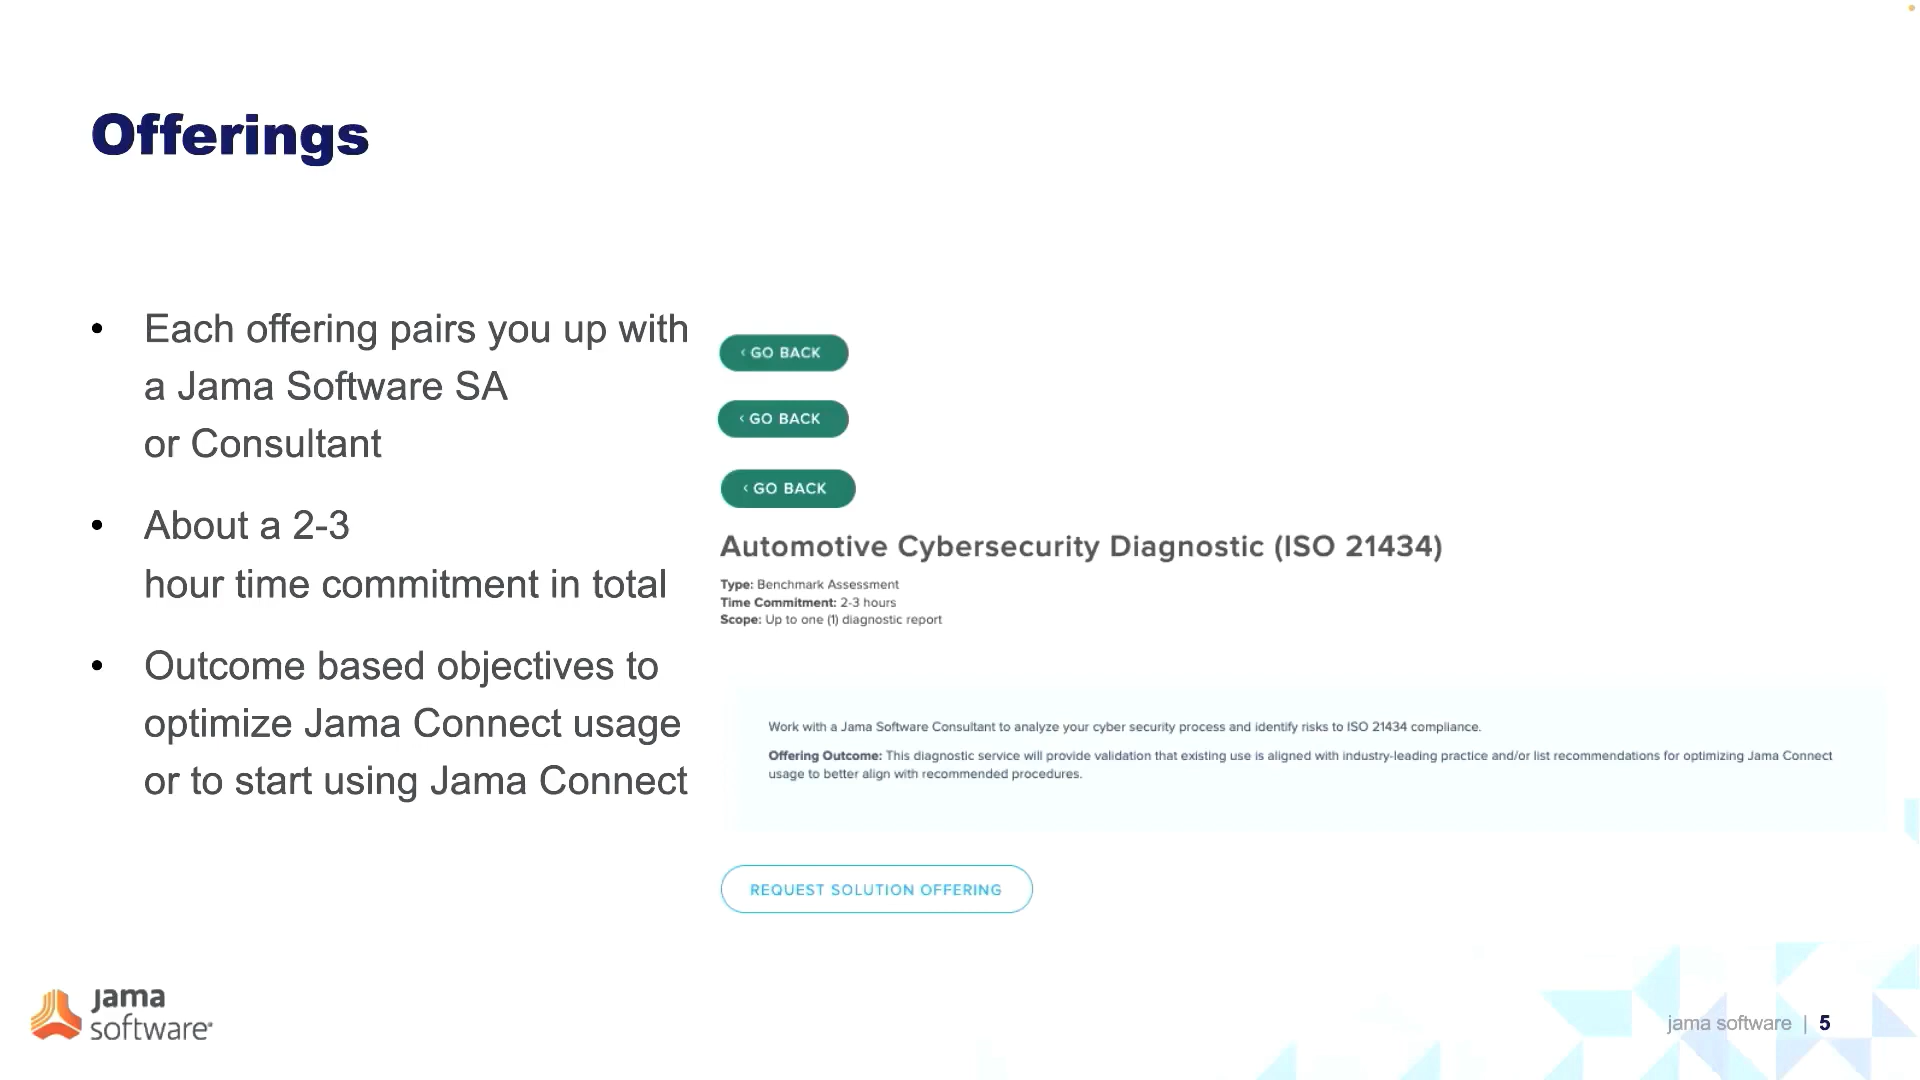 Offerings
• Each offering pairs you up with
a Jama Software SA
or Consultant
• About a 2-3
hour time commitment in total
• Outcome based objectives to
optimize Jama Connect usage
or to start using Jama Connect
‹ GO BACK
‹ GO BACK
‹ GO BACK
Automotive Cybersecurity Diagnostic (ISO 21434)
Type: Benchmark Assessment
Time Commitment: 2-3 hours
Scope: Up to one (1) diagnostic report
Work with a Jama Software Consultant to analyze your cyber security process and identify risks to ISO 21434 compliance.
Offering Outcome: This diagnostic service will provide validation that existing use is aligned with industry-leading practice and/or list recommendations for optimizing Jama Connect
usage to better align with recommended procedures.
REQUEST SOLUTION OFFERING
jama
software
jama software | 5